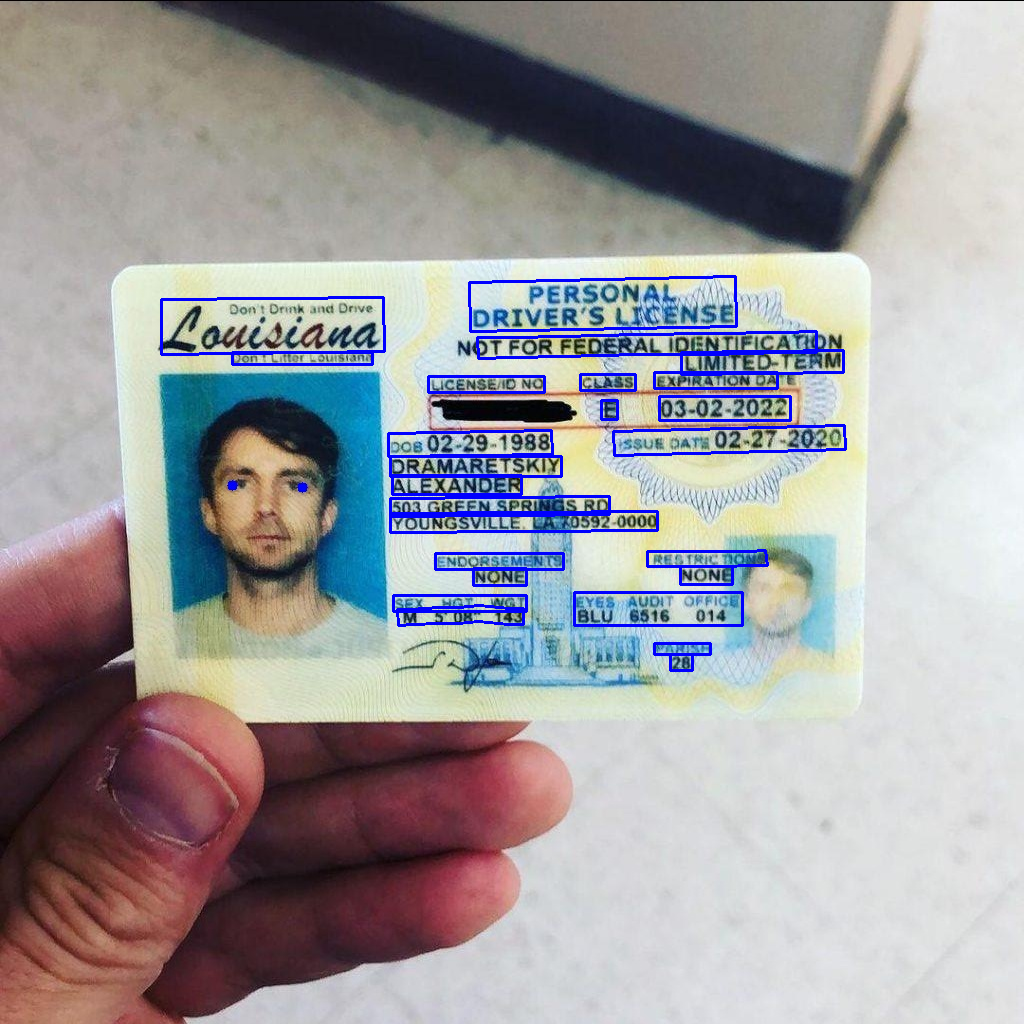 Don't Drink and Drive
Louisiana
Don't Litter Louisiana
PERSONAL
DRIVER'S LICENSE
NOT FOR FEDERAL IDENTIFICATION
LIMITED-TERM
LICENSE/ID NO CLASS EXPIRATION DATE
E 03-02-2022
DOB 02-29-1988 ISSUE DATE 02-27-2020
DRAMARETSKIY
ALEXANDER
503 GREEN SPRINGS RD
YOUNGSVILLE, LA 70592-0000
ENDORSEMENTS RESTRICTIONS
NONE NONE
SEX HGT WGT EYES AUDIT OFFICE
M 5'08" 143 BLU 6516 014
PARISH
28